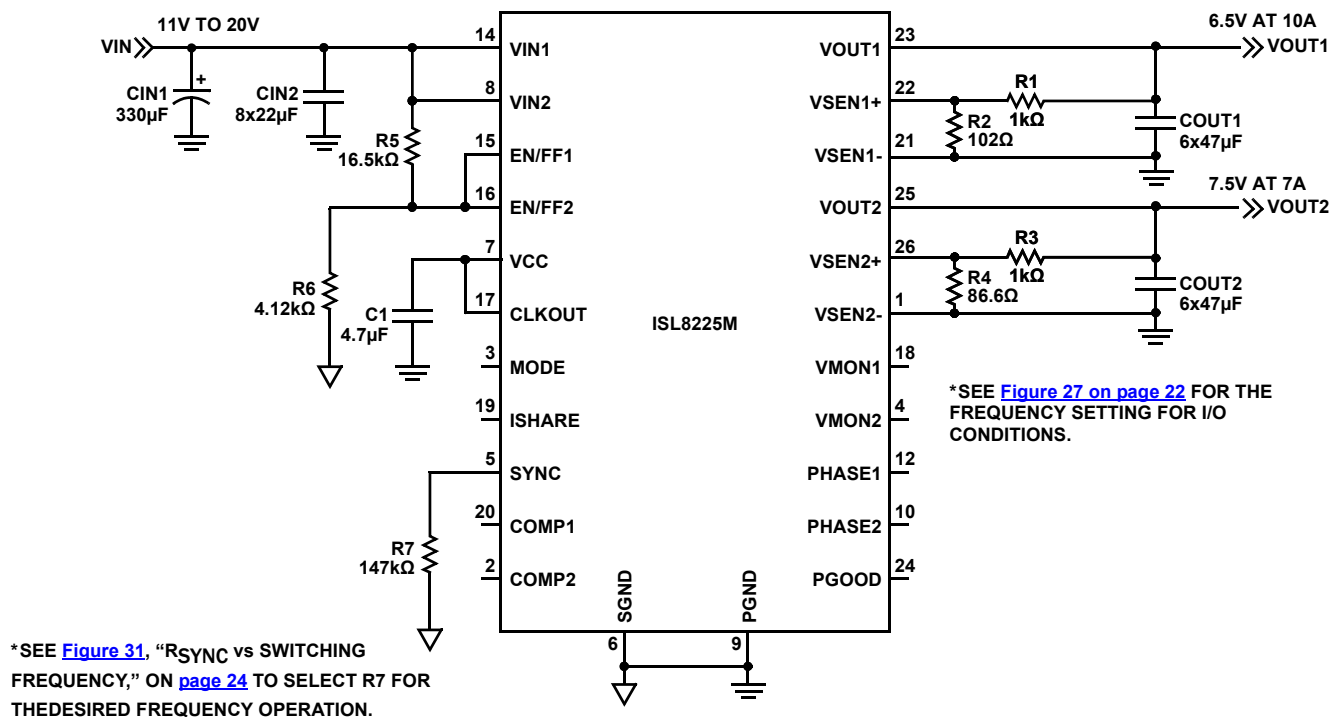 11V TO 20V
VIN
CIN1
330µF
+
CIN2
8x22µF
R5
16.5kΩ
R6
4.12kΩ
C1
4.7µF
R7
147kΩ
14 VIN1
8 VIN2
15 EN/FF1
16 EN/FF2
7 VCC
17 CLKOUT
3 MODE
19 ISHARE
5 SYNC
20 COMP1
2 COMP2
ISL8225M
SGND
6
PGND
9
VOUT1 23
VSEN1+ 22
VSEN1- 21
VOUT2 25
VSEN2+ 26
VSEN2- 1
VMON1 18
VMON2 4
PHASE1 12
PHASE2 10
PGOOD 24
6.5V AT 10A
VOUT1
R1
1kΩ
R2
102Ω
COUT1
6x47µF
7.5V AT 7A
VOUT2
R3
1kΩ
R4
86.6Ω
COUT2
6x47µF
*SEE Figure 27 on page 22 FOR THE
FREQUENCY SETTING FOR I/O
CONDITIONS.
*SEE Figure 31, “RSYNC vs SWITCHING
FREQUENCY,” ON page 24 TO SELECT R7 FOR
THEDESIRED FREQUENCY OPERATION.